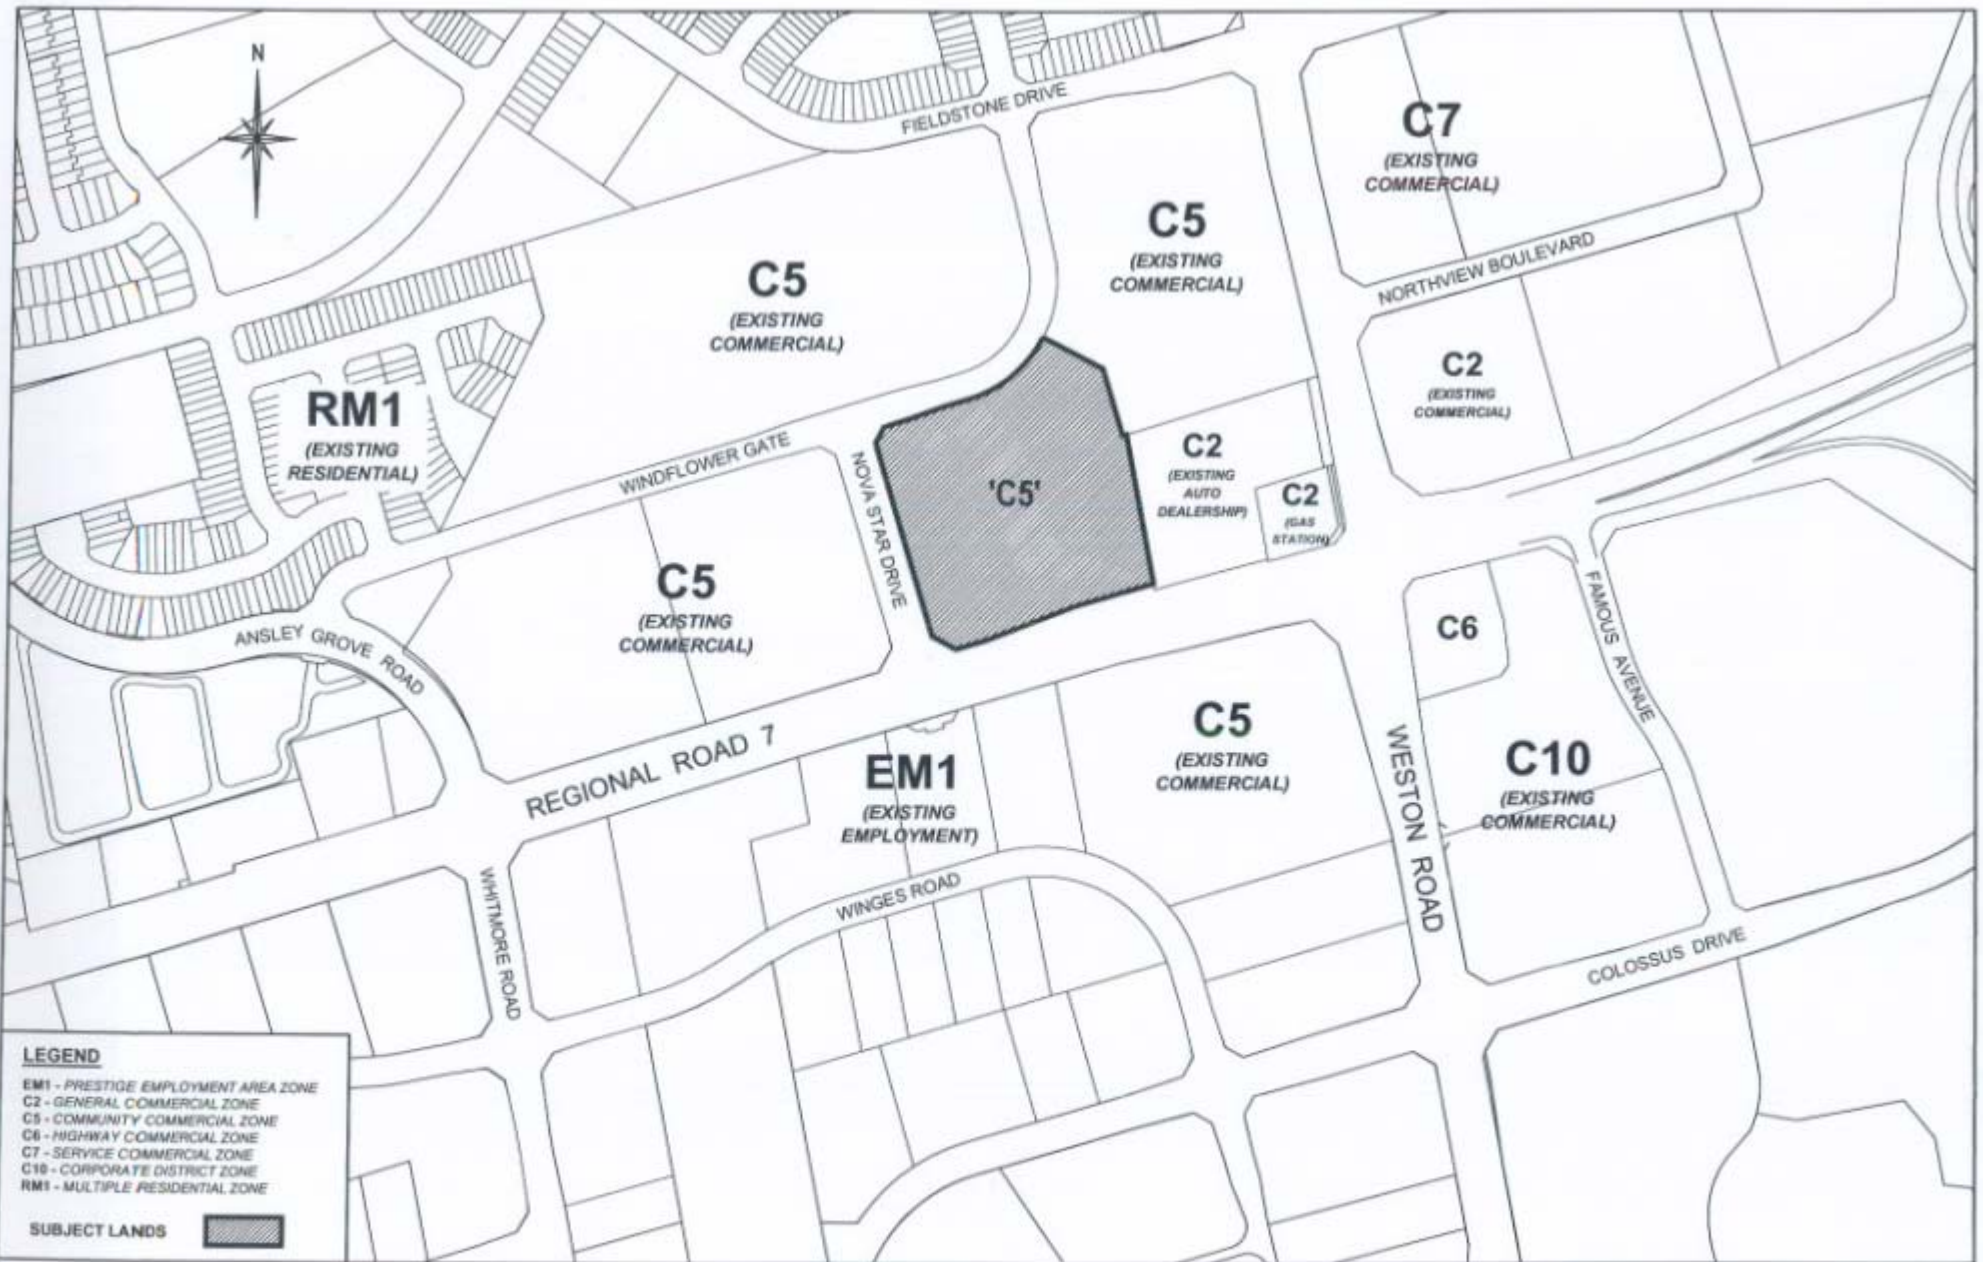 N
FIELDSTONE DRIVE
C7
(EXISTING
COMMERCIAL)
C5
(EXISTING
COMMERCIAL)
NORTHVIEW BOULEVARD
C5
(EXISTING
COMMERCIAL)
C2
(EXISTING
COMMERCIAL)
RM1
(EXISTING
RESIDENTIAL)
WINDFLOWER GATE
NOVA STAR DRIVE
'C5'
C2
(EXISTING
AUTO
DEALERSHIP)
C2
(GAS
STATION)
C5
(EXISTING
COMMERCIAL)
ANSLEY GROVE ROAD
C6
FAMOUS AVENUE
REGIONAL ROAD 7
EM1
(EXISTING
EMPLOYMENT)
C5
(EXISTING
COMMERCIAL)
WESTON ROAD
C10
(EXISTING
COMMERCIAL)
WHITMORE ROAD
WINGES ROAD
COLOSSUS DRIVE
LEGEND
EM1 - PRESTIGE EMPLOYMENT AREA ZONE
C2 - GENERAL COMMERCIAL ZONE
C5 - COMMUNITY COMMERCIAL ZONE
C6 - HIGHWAY COMMERCIAL ZONE
C7 - SERVICE COMMERCIAL ZONE
C10 - CORPORATE DISTRICT ZONE
RM1 - MULTIPLE RESIDENTIAL ZONE
SUBJECT LANDS